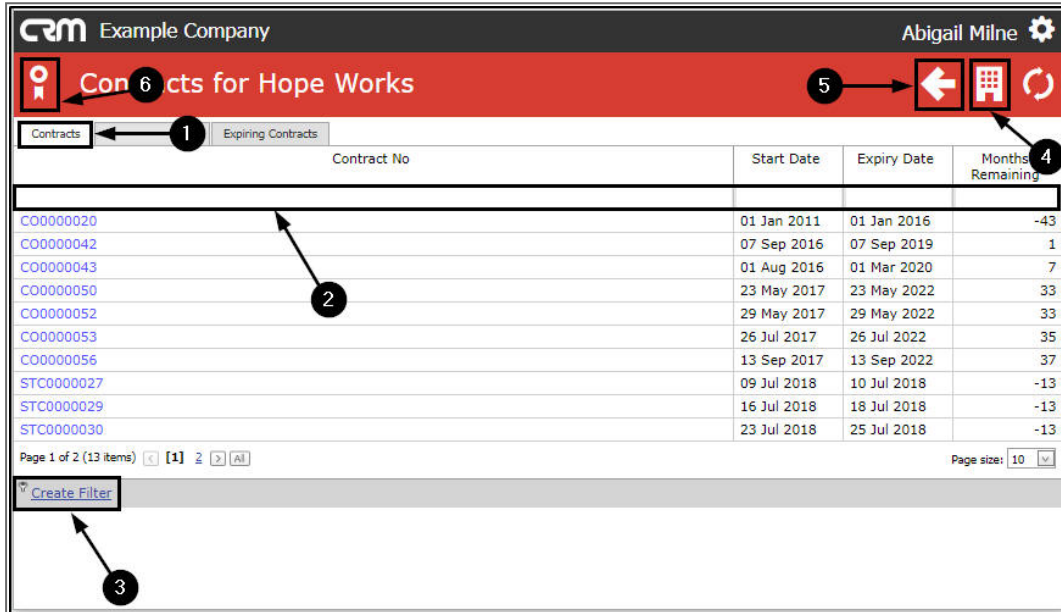 CRM Example Company Abigail Milne
6 Con cts for Hope Works 5
Contracts 1 Expiring Contracts
Contract No Start Date Expiry Date Months 4
Remaining
CO0000020 01 Jan 2011 01 Jan 2016 -43
CO0000042 07 Sep 2016 07 Sep 2019 1
CO0000043 01 Aug 2016 01 Mar 2020 7
CO0000050 23 May 2017 23 May 2022 33
2
CO0000052 29 May 2017 29 May 2022 33
CO0000053 26 Jul 2017 26 Jul 2022 35
CO0000056 13 Sep 2017 13 Sep 2022 37
STC0000027 09 Jul 2018 10 Jul 2018 -13
STC0000029 16 Jul 2018 18 Jul 2018 -13
STC0000030 23 Jul 2018 25 Jul 2018 -13
Page 1 of 2 (13 items) < [1] 2 > All Page size: 10
Create Filter
3